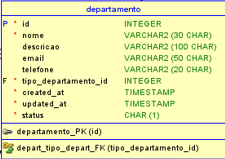 departamento
P * id INTEGER
* nome VARCHAR2 (30 CHAR)
descricao VARCHAR2 (100 CHAR)
email VARCHAR2 (50 CHAR)
telefone VARCHAR2 (20 CHAR)
F * tipo_departamento_id INTEGER
* created_at TIMESTAMP
* updated_at TIMESTAMP
* status CHAR (1)
departamento_PK (id)
depart_tipo_depart_FK (tipo_departamento_id)